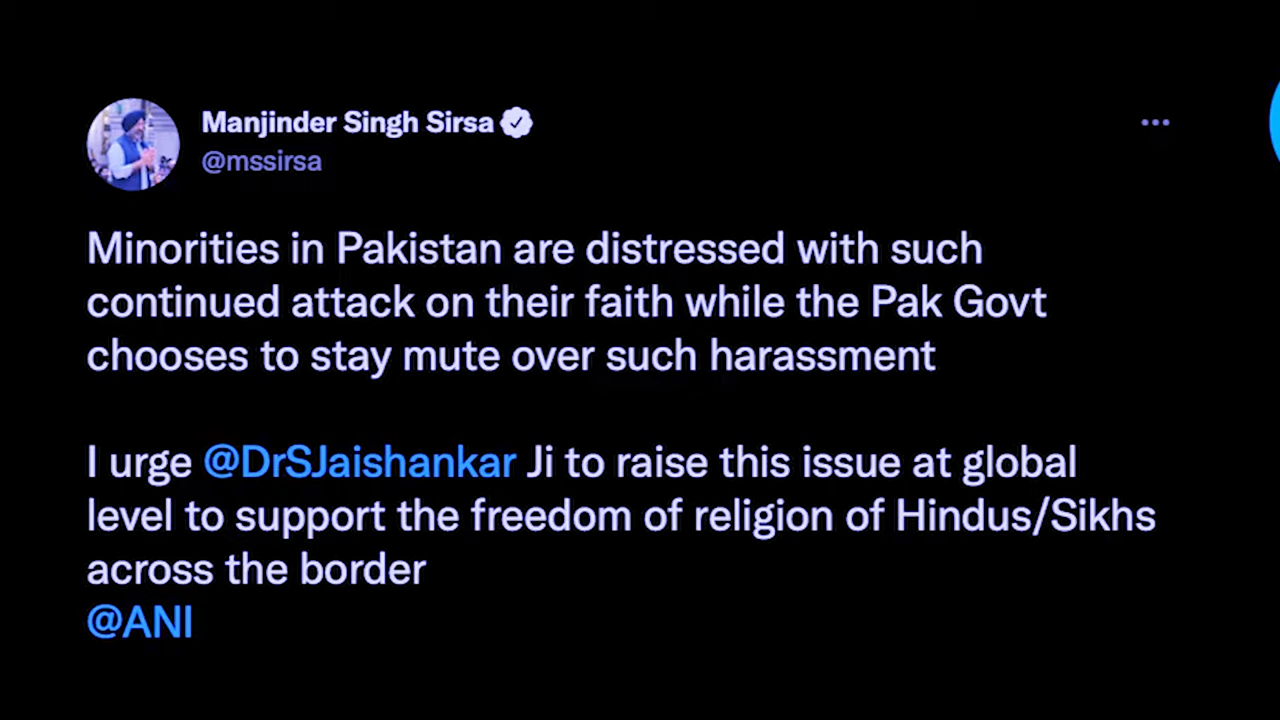 Manjinder Singh Sirsa
@mssirsa
Minorities in Pakistan are distressed with such
continued attack on their faith while the Pak Govt
chooses to stay mute over such harassment
I urge @DrSJaishankar Ji to raise this issue at global
level to support the freedom of religion of Hindus/Sikhs
across the border
@ANI